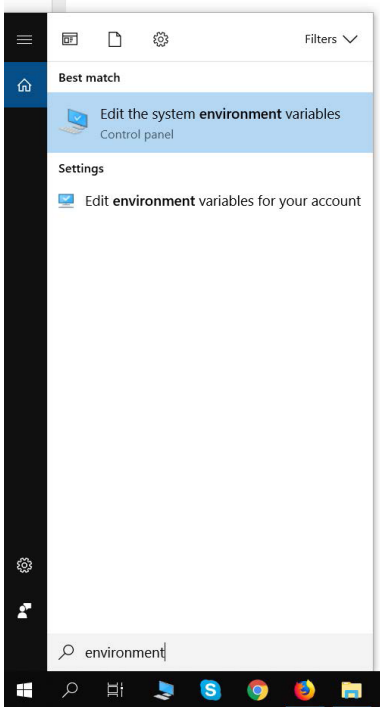 Filters
Best match
Edit the system environment variables
Control panel
Settings
Edit environment variables for your account
environment